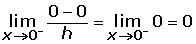 lim x→0⁻ (0−0)/h = lim x→0⁻ 0 = 0